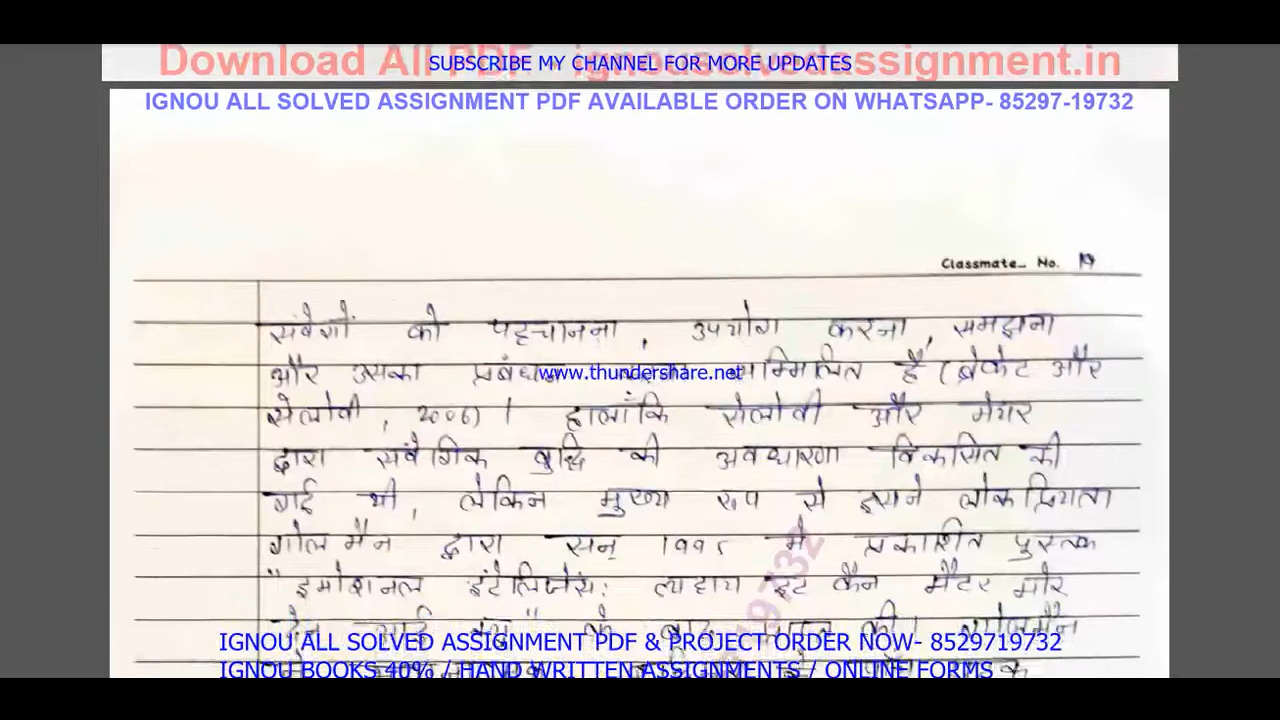 Download All PDF ignousolvedassignment.in
SUBSCRIBE MY CHANNEL FOR MORE UPDATES
IGNOU ALL SOLVED ASSIGNMENT PDF AVAILABLE ORDER ON WHATSAPP- 85297-19732
Classmate No. 19
संवेगों को पहचानना, उपयोग करना, समझना
और उसका प्रबंधन सम्मिलित है (ब्रेकेट और
www.thundershare.net
सेलोवी, 2006)। हालाँकि सेलोवी और मेयर
द्वारा संवेगिक बुद्धि की अवधारणा विकसित की
गई थी, लेकिन मुख्य रूप से इसने लोकप्रियता
गोलमैन द्वारा सन् 1995 में प्रकाशित पुस्तक
"इमोशनल इंटेलिजेंस: व्हाय इट कैन मैटर मोर
के बाद की। गोलमैन
IGNOU ALL SOLVED ASSIGNMENT PDF & PROJECT ORDER NOW- 8529719732
IGNOU BOOKS 40% / HAND WRITTEN ASSIGNMENTS / ONLINE FORMS